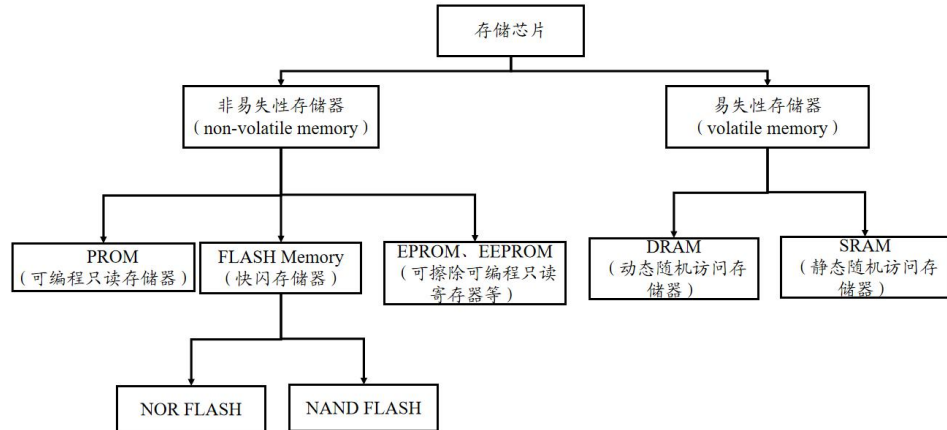 存储芯片
非易失性存储器
（non-volatile memory）
易失性存储器
（volatile memory）
PROM
（可编程只读存储器）
FLASH Memory
（快闪存储器）
EPROM、EEPROM
（可擦除可编程只读
寄存器等）
DRAM
（动态随机访问存
储器）
SRAM
（静态随机访问存
储器）
NOR FLASH
NAND FLASH